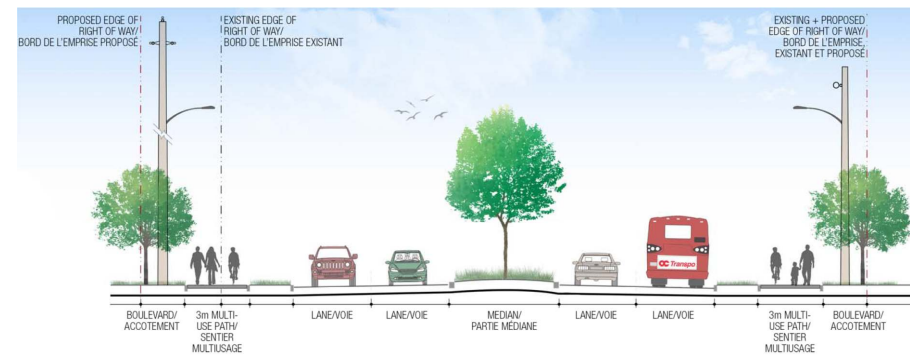 PROPOSED EDGE OF
RIGHT OF WAY/
BORD DE L'EMPRISE PROPOSÉ
EXISTING EDGE OF
RIGHT OF WAY/
BORD DE L'EMPRISE EXISTANT
EXISTING + PROPOSED
EDGE OF RIGHT OF WAY/
BORD DE L'EMPRISE,
EXISTANT ET PROPOSÉ
OC Transpo
BOULEVARD/
ACCOTEMENT
3m MULTI-
USE PATH/
SENTIER
MULTIUSAGE
LANE/VOIE
LANE/VOIE
MEDIAN/
PARTIE MÉDIANE
LANE/VOIE
LANE/VOIE
3m MULTI-
USE PATH/
SENTIER
MULTIUSAGE
BOULEVARD/
ACCOTEMENT